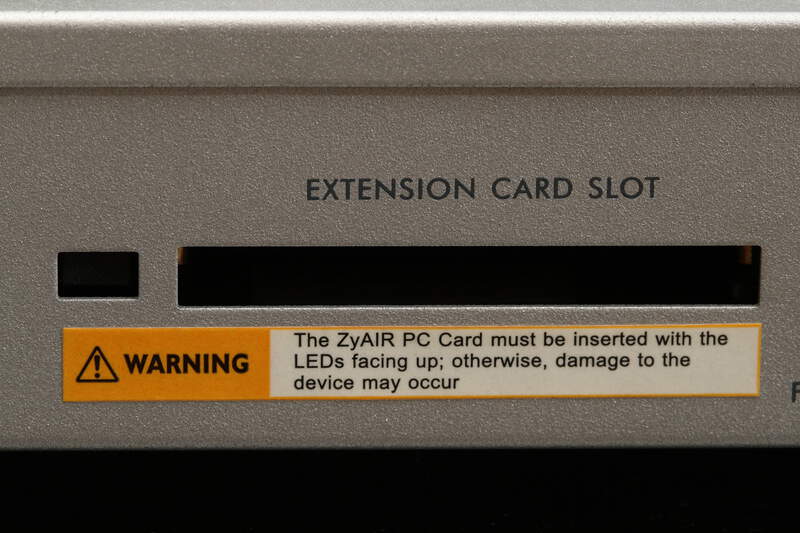 EXTENSION CARD SLOT
WARNING
The ZyAIR PC Card must be inserted with the
LEDs facing up; otherwise, damage to the
device may occur